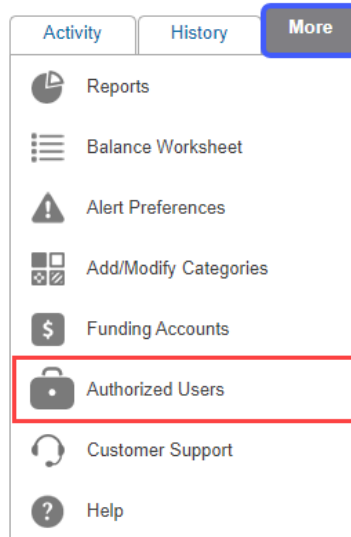 Activity History More
Reports
Balance Worksheet
Alert Preferences
Add/Modify Categories
$ Funding Accounts
Authorized Users
Customer Support
? Help